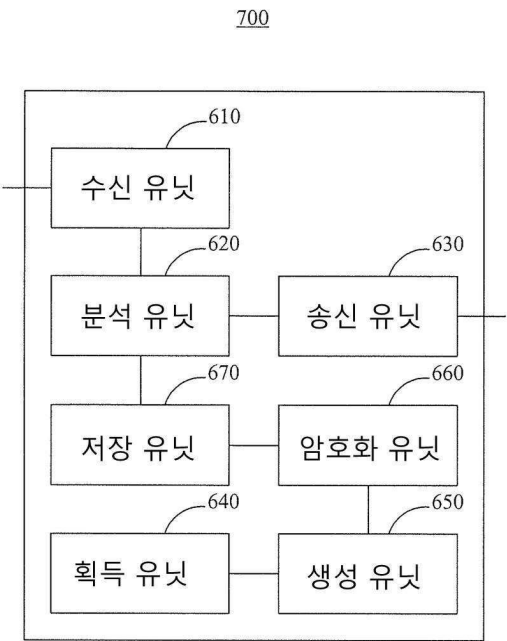 700
610
수신 유닛
620
630
분석 유닛
송신 유닛
670
660
저장 유닛
암호화 유닛
640
650
획득 유닛
생성 유닛